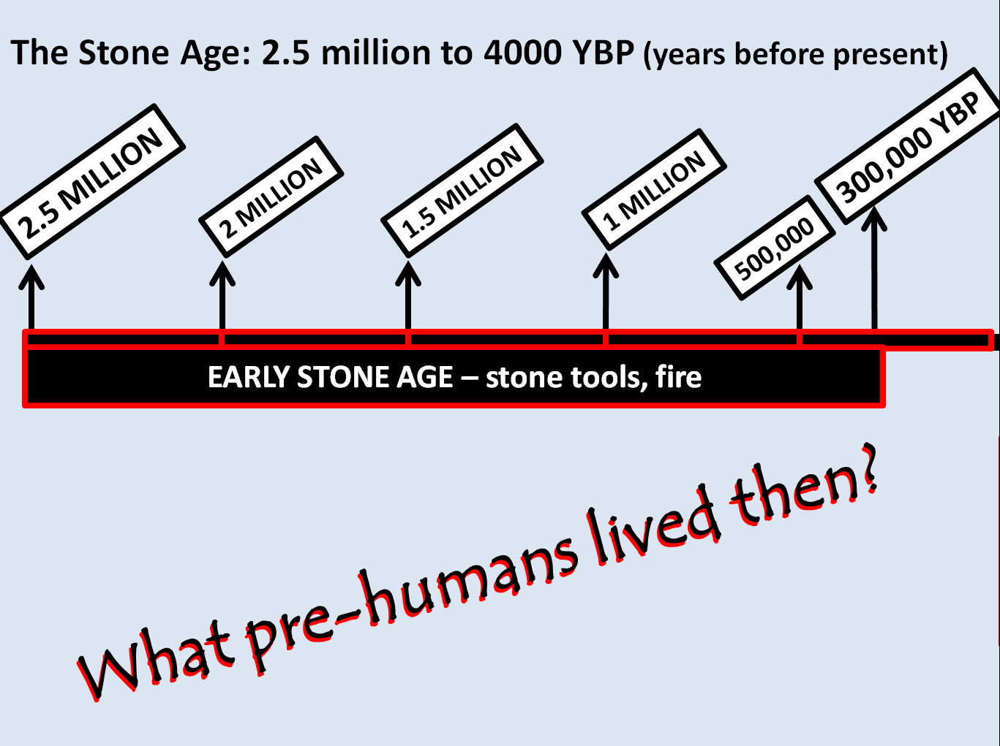 The Stone Age: 2.5 million to 4000 YBP (years before present)
2.5 MILLION
2 MILLION
1.5 MILLION
1 MILLION
500,000
300,000 YBP
EARLY STONE AGE – stone tools, fire
What pre-humans lived then?